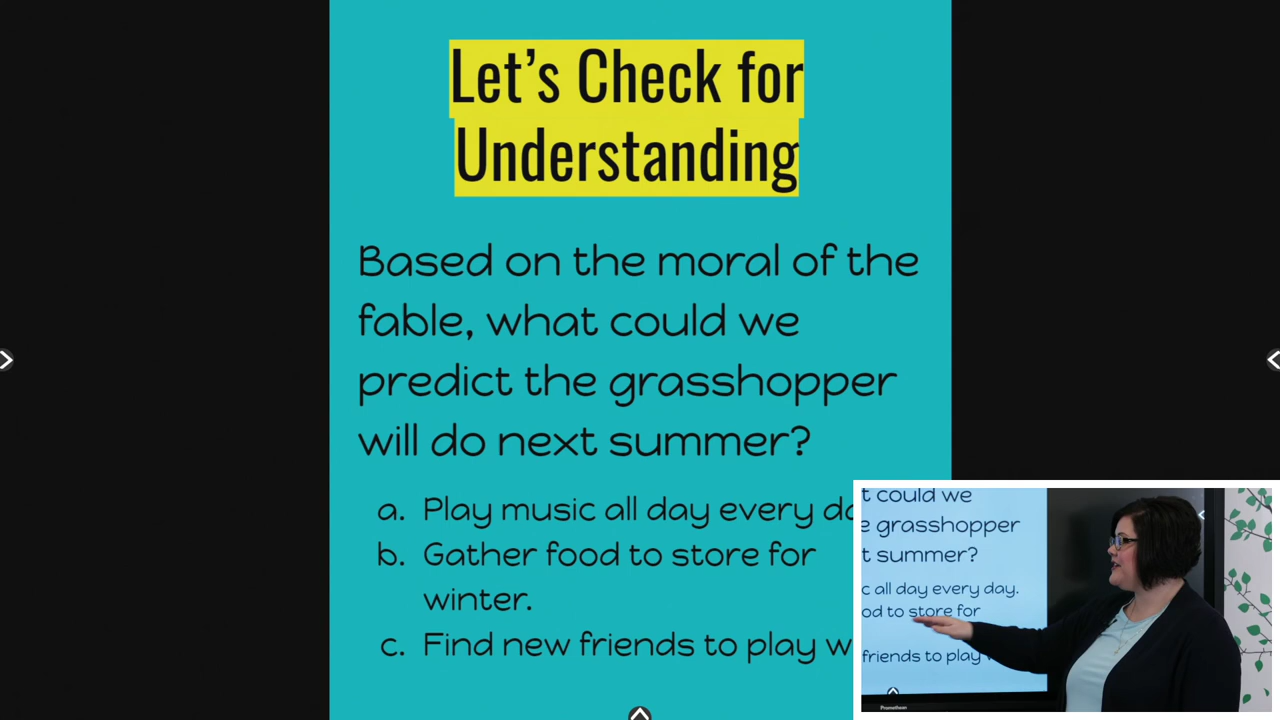 Let's Check for
Understanding
Based on the moral of the
fable, what could we
predict the grasshopper
will do next summer?
a. Play music all day every
b. Gather food to store for
winter.
c. Find new friends to play
could we
grasshopper
summer?
all day every day.
to store for
friends to play
Promethean